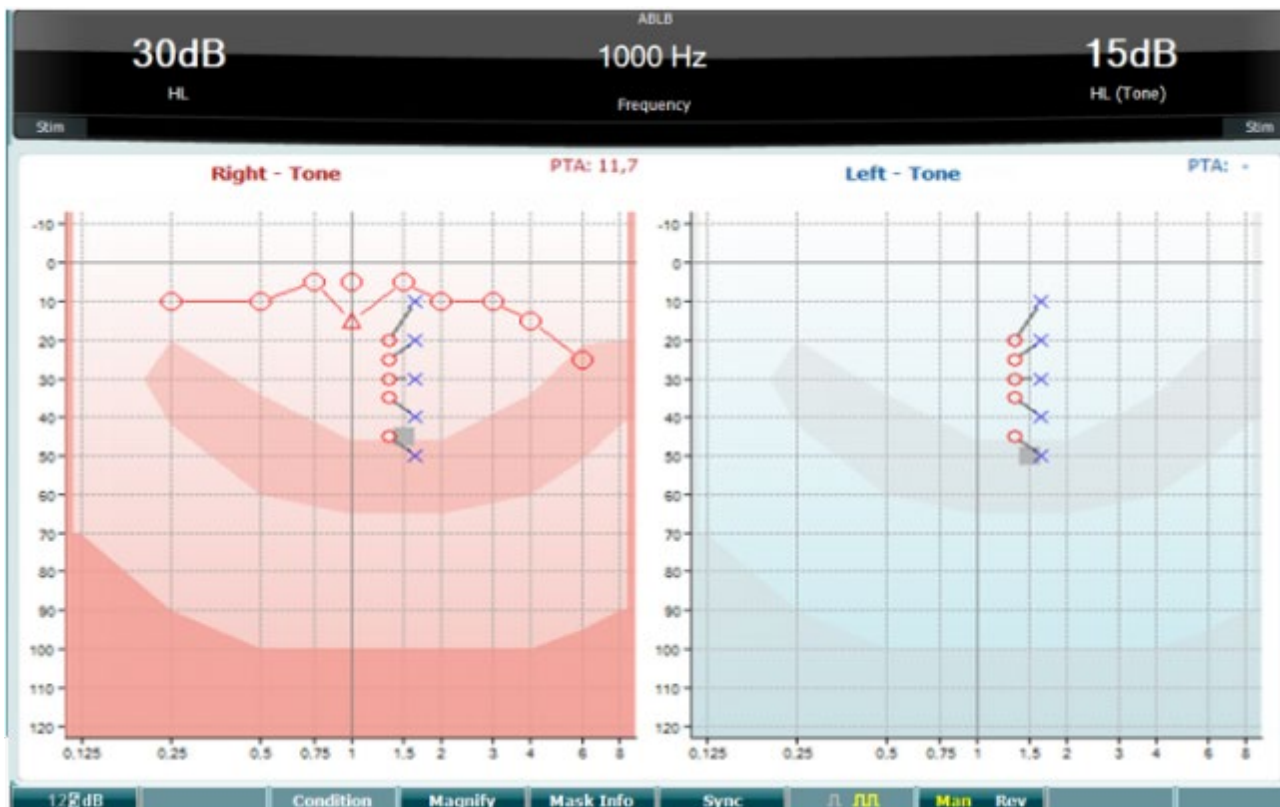 ABLB
30dB 1000 Hz 15dB
HL Frequency HL (Tone)
Stim Stim
Right - Tone PTA: 11,7 Left - Tone PTA: -
-10 -10
0 0
10 10
20 20
30 30
40 40
50 50
60 60
70 70
80 80
90 90
100 100
110 110
120 120
0,125 0,25 0,5 0,75 1 1,5 2 3 4 6 8 0,125 0,25 0,5 0,75 1 1,5 2 3 4 6 8
Condition Magnify Mask Info Sync Man Rev